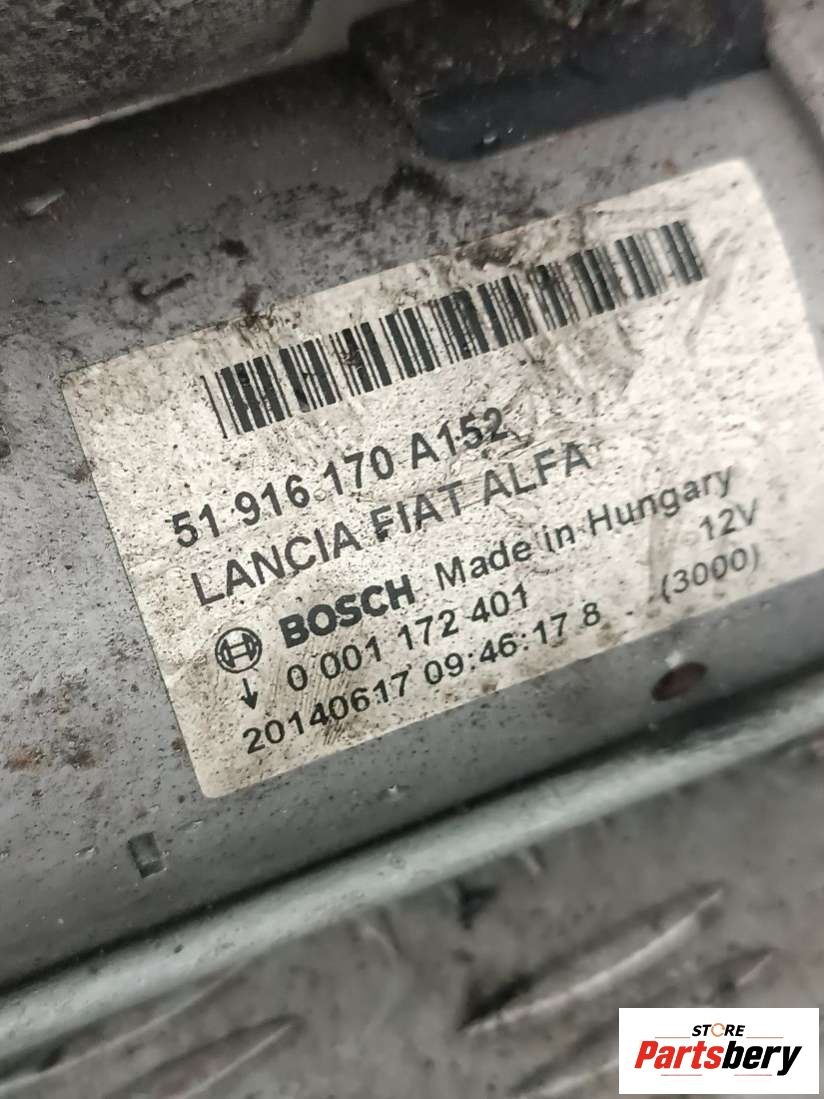 51 916 170 A152
LANCIA FIAT ALFA
BOSCH Made in Hungary
0 001 172 401 12V
20140617 09:46:17 8 (3000)
STORE
Partsbery